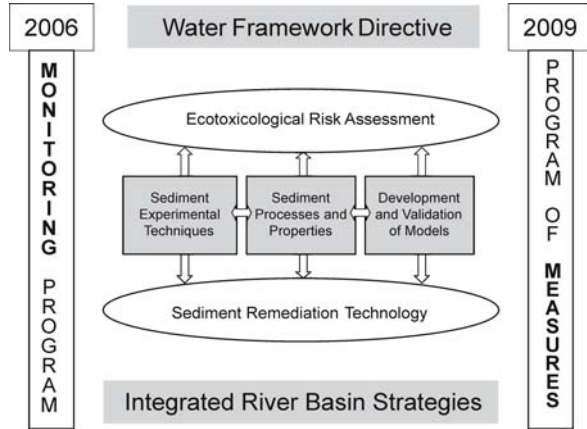 2006
Water Framework Directive
2009
MONITORING PROGRAM
PROGRAM OF MEASURES
Ecotoxicological Risk Assessment
Sediment
Experimental
Techniques
Sediment
Processes and
Properties
Development
and Validation
of Models
Sediment Remediation Technology
Integrated River Basin Strategies